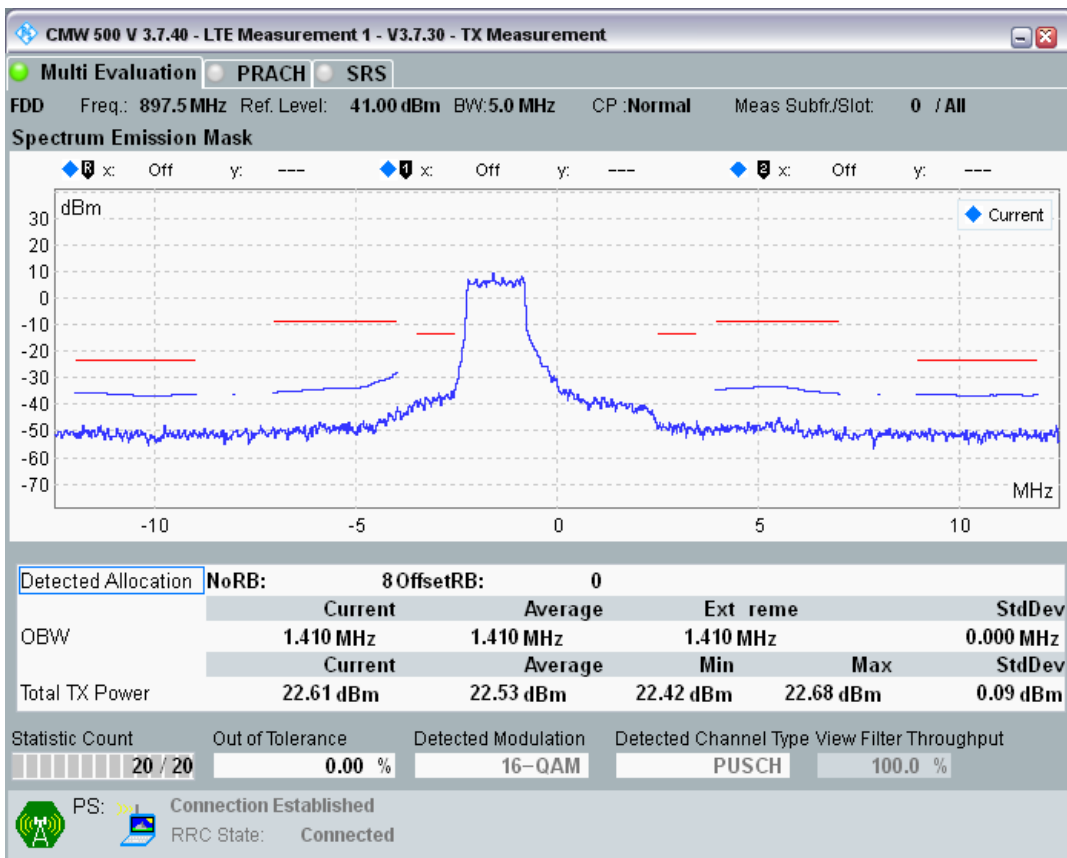 CMW 500 V 3.7.40 - LTE Measurement 1 - V3.7.30 - TX Measurement
Multi Evaluation PRACH SRS
FDD Freq.: 897.5 MHz Ref. Level: 41.00 dBm BW:5.0 MHz CP :Normal Meas Subfr./Slot: 0 / All
Spectrum Emission Mask
R x: Off y: --- 1 x: Off y: --- 2 x: Off y: ---
dBm
Current
30
20
10
0
-10
-20
-30
-40
-50
-60
-70
MHz
-10 -5 0 5 10
Detected Allocation NoRB: 8 OffsetRB: 0
Current Average Ext reme StdDev
OBW 1.410 MHz 1.410 MHz 1.410 MHz 0.000 MHz
Current Average Min Max StdDev
Total TX Power 22.61 dBm 22.53 dBm 22.42 dBm 22.68 dBm 0.09 dBm
Statistic Count Out of Tolerance Detected Modulation Detected Channel Type View Filter Throughput
20 / 20 0.00 % 16-QAM PUSCH 100.0 %
PS: Connection Established
RRC State: Connected